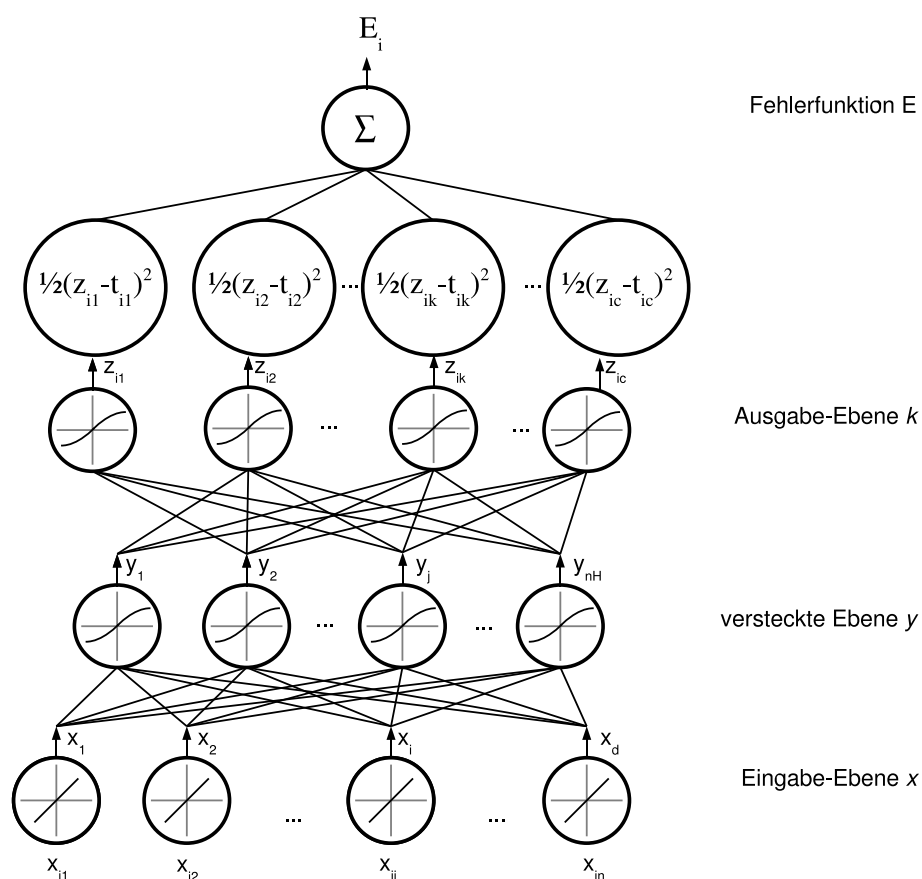 E_i
Fehlerfunktion E
Σ
½(z_i1-t_i1)² ½(z_i2-t_i2)² ... ½(z_ik-t_ik)² ... ½(z_ic-t_ic)²
z_i1 z_i2 z_ik z_ic
... ... Ausgabe-Ebene k
y_1 y_2 y_j y_nH
... ... versteckte Ebene y
x_1 x_2 x_i x_d
Eingabe-Ebene x
... ...
x_i1 x_i2 x_ij x_in